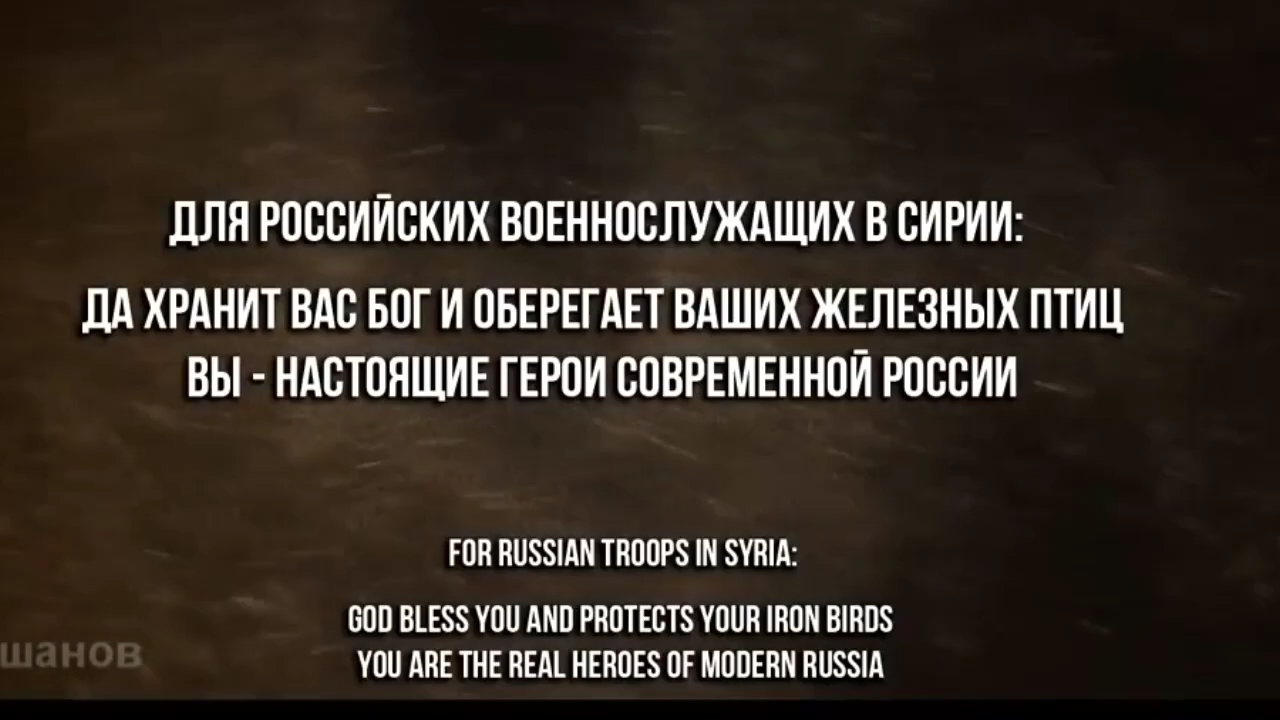 ДЛЯ РОССИЙСКИХ ВОЕННОСЛУЖАЩИХ В СИРИИ:
ДА ХРАНИТ ВАС БОГ И ОБЕРЕГАЕТ ВАШИХ ЖЕЛЕЗНЫХ ПТИЦ
ВЫ - НАСТОЯЩИЕ ГЕРОИ СОВРЕМЕННОЙ РОССИИ
FOR RUSSIAN TROOPS IN SYRIA:
GOD BLESS YOU AND PROTECTS YOUR IRON BIRDS
шанов
YOU ARE THE REAL HEROES OF MODERN RUSSIA